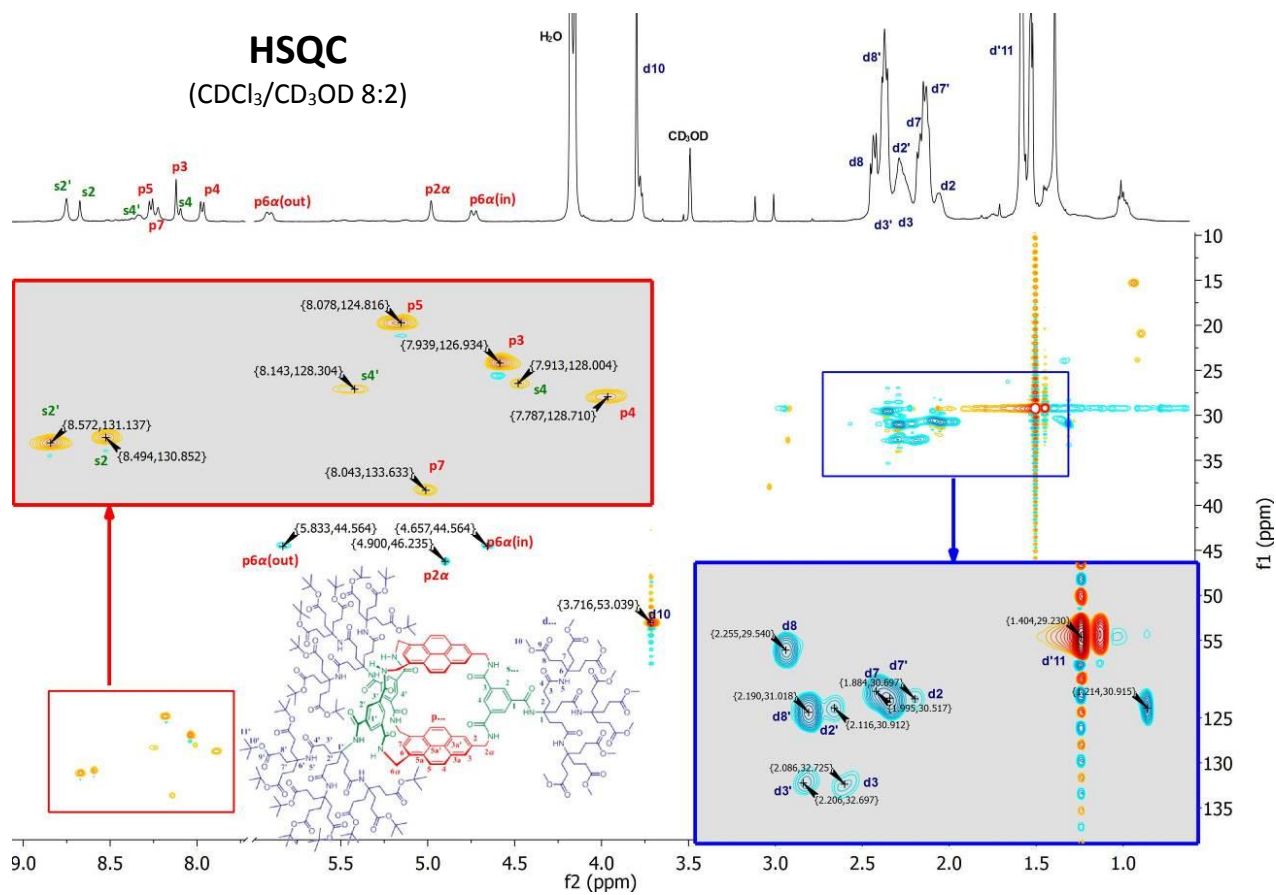 HSQC
(CDCl₃/CD₃OD 8:2)
H₂O
d10
CD₃OD
d8'
d8
d7'
d7
d2'
d2
d3'
d3
d'11
s2'
s2
s4'
p5
p7
p3
s4
p4
p6α(out)
p2α
p6α(in)
{8.078,124.816}
p5
{7.939,126.934}
p3
{7.913,128.004}
s4
{8.143,128.304}
s4'
{7.787,128.710}
p4
s2'
{8.572,131.137}
s2
{8.494,130.852}
{8.043,133.633}
p7
{5.833,44.564}
{4.657,44.564}
{4.900,46.235}
p6α(out)
p6α(in)
p2α
{3.716,53.039}
d10
d...
s...
p...
d8
{2.255,29.540}
{1.404,29.230}
d'11
d7
d7'
{1.884,30.697}
d2
{1.995,30.517}
{2.190,31.018}
d8'
d2'
{2.116,30.912}
{1.214,30.915}
{2.086,32.725}
d3'
d3
{2.206,32.697}
10
15
20
25
30
35
40
45
50
55
125
130
135
f1 (ppm)
9.0
8.5
8.0
5.5
5.0
4.5
4.0
3.5
3.0
2.5
2.0
1.5
1.0
f2 (ppm)